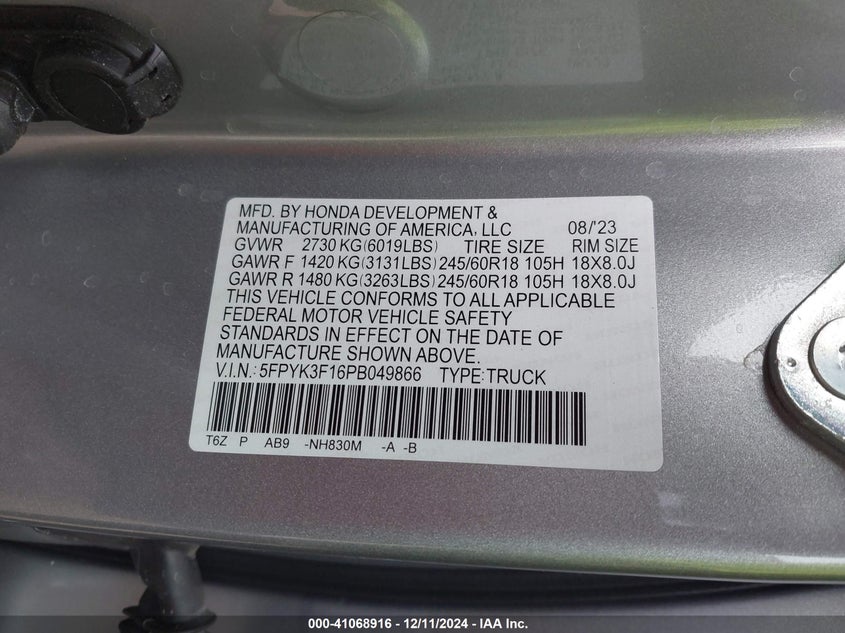 MFD. BY HONDA DEVELOPMENT &
MANUFACTURING OF AMERICA, LLC 08/'23
GVWR 2730 KG(6019LBS) TIRE SIZE RIM SIZE
GAWR F 1420 KG(3131LBS) 245/60R18 105H 18X8.0J
GAWR R 1480 KG(3263LBS) 245/60R18 105H 18X8.0J
THIS VEHICLE CONFORMS TO ALL APPLICABLE
FEDERAL MOTOR VEHICLE SAFETY
STANDARDS IN EFFECT ON THE DATE OF
MANUFACTURE SHOWN ABOVE.
V.I.N.: 5FPYK3F16PB049866 TYPE:TRUCK
T6Z P AB9 -NH830M -A -B
000-41068916 - 12/11/2024 - IAA Inc.